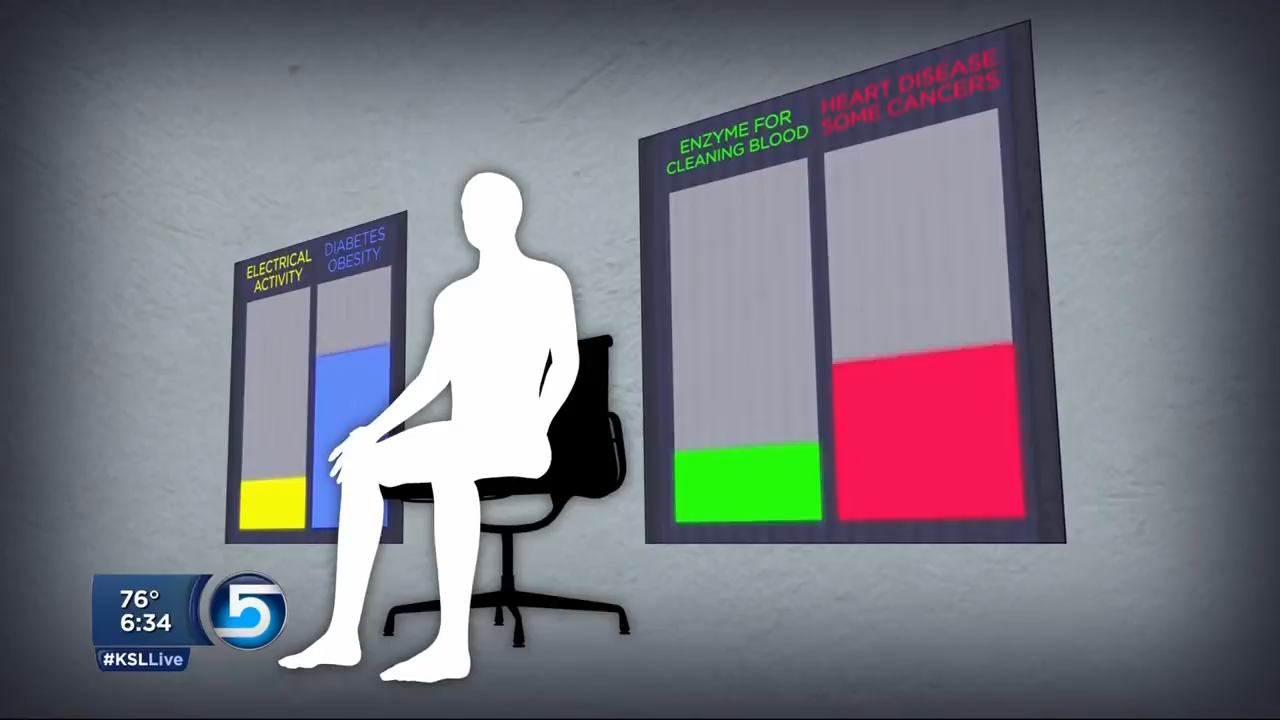 ELECTRICAL
ACTIVITY
DIABETES
OBESITY
ENZYME FOR
CLEANING BLOOD
HEART DISEASE
SOME CANCERS
76°
6:34
5
#KSLLive